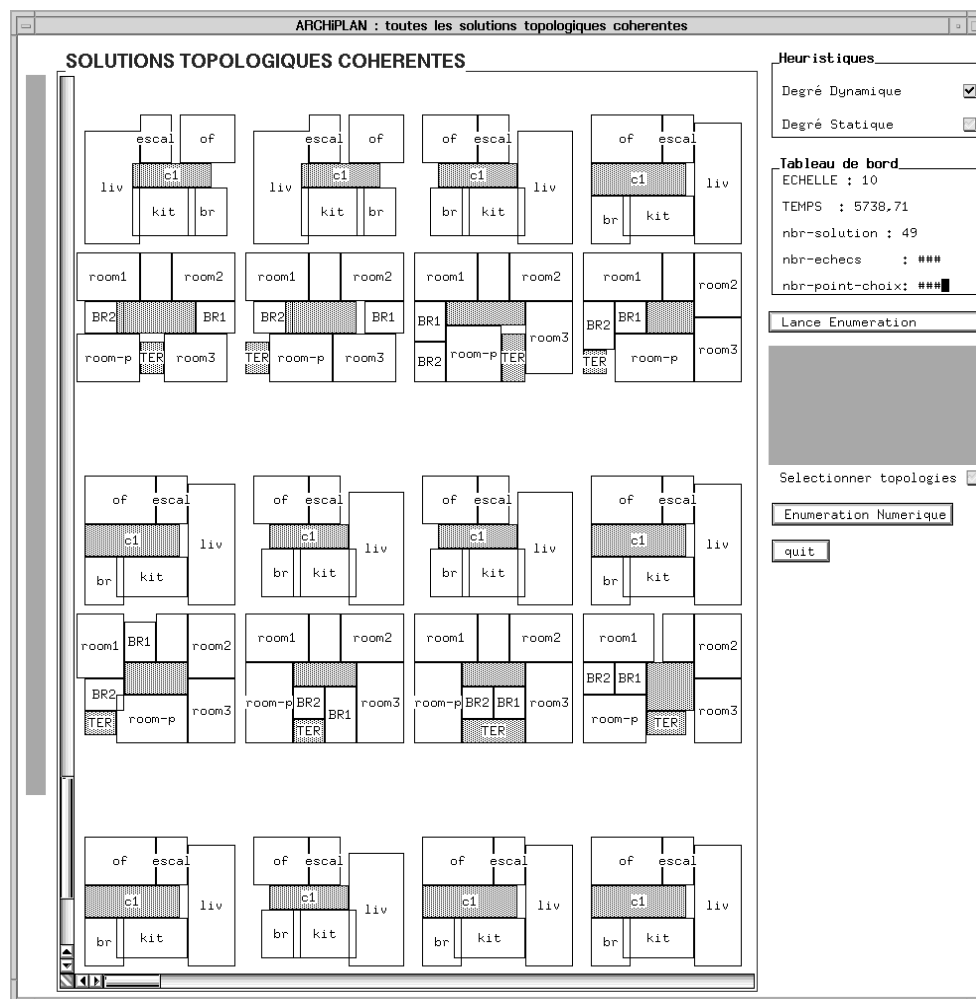 ARCHiPLAN : toutes les solutions topologiques coherentes
SOLUTIONS TOPOLOGIQUES COHERENTES
escal of escal of of escal of escal
liv c1 c1 c1 liv c1 liv
kit br liv kit br br kit br kit
room1 room2 room1 room2 room1 room2 room1 room2
BR2 BR1 BR2 BR1 BR1 BR2 BR1
room-p TER room3 TER room-p room3 BR2 room-p TER room3 TER room-p room3
of escal of escal of escal of escal
c1 liv c1 liv c1 liv c1 liv
br kit br kit br kit br kit
room1 BR1 room2 room1 room2 room1 room2 room1 room2
BR2 room-p BR2 BR1 room3 room-p BR2 BR1 room3 BR2 BR1
TER room-p room3 TER TER room-p TER room3
of escal of escal of escal of escal
c1 liv c1 liv c1 liv c1 liv
br kit br kit br kit br kit
Heuristiques
Degré Dynamique
Degré Statique
Tableau de bord
ECHELLE : 10
TEMPS : 5738,71
nbr-solution : 49
nbr-echecs : ###
nbr-point-choix: ###
Lance Enumeration
Selectionner topologies
Enumeration Numerique
quit